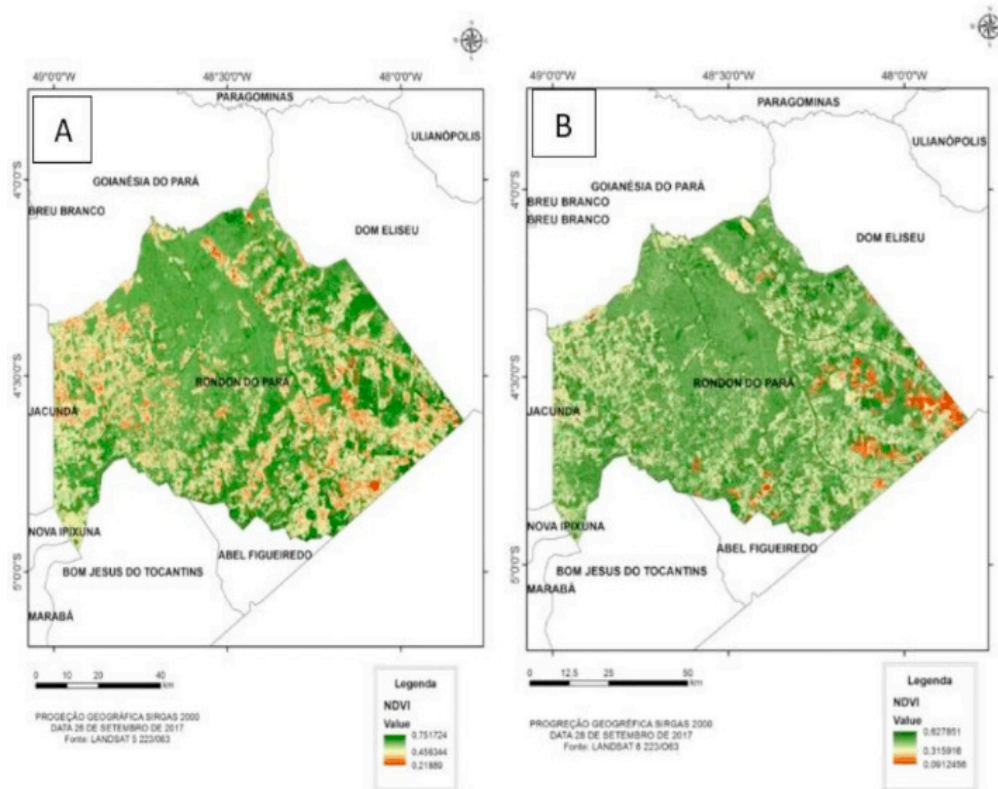 A
49°0'0"W
48°30'0"W
48°0'0"W
PARAGOMINAS
ULIANÓPOLIS
4°0'0"S
GOIANÉSIA DO PARÁ
BREU BRANCO
DOM ELISEU
4°30'0"S
RONDON DO PARÁ
JACUNDÁ
NOVA IPIXUNA
ABEL FIGUEIREDO
5°0'0"S
BOM JESUS DO TOCANTINS
MARABÁ
0 10 20 40
km
PROGEÇÃO GEOGRÁFICA SIRGAS 2000
DATA 28 DE SETEMBRO DE 2017
Fonte: LANDSAT 5 223/063
Legenda
NDVI
Value
0,751724
0,456344
0,21889
B
49°0'0"W
48°30'0"W
48°0'0"W
PARAGOMINAS
ULIANÓPOLIS
4°0'0"S
GOIANÉSIA DO PARÁ
BREU BRANCO
BREU BRANCO
DOM ELISEU
4°30'0"S
RONDON DO PARÁ
JACUNDÁ
NOVA IPIXUNA
ABEL FIGUEIREDO
5°0'0"S
BOM JESUS DO TOCANTINS
MARABÁ
0 12,5 25 50
km
PROGREÇÃO GEOGRÉFICA SIRGAS 2000
DATA 28 DE SETEMBRO DE 2017
Fonte: LANDSAT 8 223/O63
Legenda
NDVI
Value
0,627851
0,315916
0,0912456